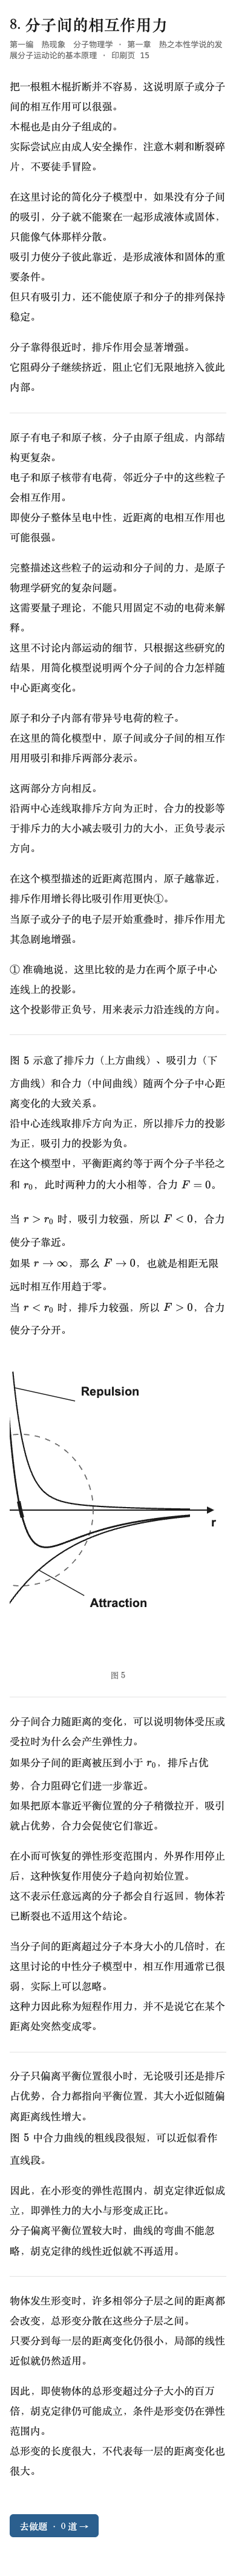 8. 分子间的相互作用力
第一编　热现象　分子物理学 · 第一章　热之本性学说的发
展分子运动论的基本原理 · 印刷页 15
把一根粗木棍折断并不容易，这说明原子或分子
间的相互作用可以很强。
木棍也是由分子组成的。
实际尝试应由成人安全操作，注意木刺和断裂碎
片，不要徒手冒险。
在这里讨论的简化分子模型中，如果没有分子间
的吸引，分子就不能聚在一起形成液体或固体，
只能像气体那样分散。
吸引力使分子彼此靠近，是形成液体和固体的重
要条件。
但只有吸引力，还不能使原子和分子的排列保持
稳定。
分子靠得很近时，排斥作用会显著增强。
它阻碍分子继续挤近，阻止它们无限地挤入彼此
内部。
原子有电子和原子核，分子由原子组成，内部结
构更复杂。
电子和原子核带有电荷，邻近分子中的这些粒子
会相互作用。
即使分子整体呈电中性，近距离的电相互作用也
可能很强。
完整描述这些粒子的运动和分子间的力，是原子
物理学研究的复杂问题。
这需要量子理论，不能只用固定不动的电荷来解
释。
这里不讨论内部运动的细节，只根据这些研究的
结果，用简化模型说明两个分子间的合力怎样随
中心距离变化。
原子和分子内部有带异号电荷的粒子。
在这里的简化模型中，原子间或分子间的相互作
用用吸引和排斥两部分表示。
这两部分方向相反。
沿两中心连线取排斥方向为正时，合力的投影等
于排斥力的大小减去吸引力的大小，正负号表示
方向。
在这个模型描述的近距离范围内，原子越靠近，
排斥作用增长得比吸引作用更快①。
当原子或分子的电子层开始重叠时，排斥作用尤
其急剧地增强。
① 准确地说，这里比较的是力在两个原子中心
连线上的投影。
这个投影带正负号，用来表示力沿连线的方向。
图 5 示意了排斥力（上方曲线）、吸引力（下
方曲线）和合力（中间曲线）随两个分子中心距
离变化的大致关系。
沿中心连线取排斥方向为正，所以排斥力的投影
为正，吸引力的投影为负。
在这个模型中，平衡距离约等于两个分子半径之
和 r₀，此时两种力的大小相等，合力 F = 0。
当 r > r₀ 时，吸引力较强，所以 F < 0，合力
使分子靠近。
如果 r → ∞，那么 F → 0，也就是相距无限
远时相互作用趋于零。
当 r < r₀ 时，排斥力较强，所以 F > 0，合力
使分子分开。
Repulsion
r
Attraction
图 5
分子间合力随距离的变化，可以说明物体受压或
受拉时为什么会产生弹性力。
如果分子间的距离被压到小于 r₀，排斥占优
势，合力阻碍它们进一步靠近。
如果把原本靠近平衡位置的分子稍微拉开，吸引
就占优势，合力会促使它们靠近。
在小而可恢复的弹性形变范围内，外界作用停止
后，这种恢复作用使分子趋向初始位置。
这不表示任意远离的分子都会自行返回，物体若
已断裂也不适用这个结论。
当分子间的距离超过分子本身大小的几倍时，在
这里讨论的中性分子模型中，相互作用通常已很
弱，实际上可以忽略。
这种力因此称为短程作用力，并不是说它在某个
距离处突然变成零。
分子只偏离平衡位置很小时，无论吸引还是排斥
占优势，合力都指向平衡位置，其大小近似随偏
离距离线性增大。
图 5 中合力曲线的粗线段很短，可以近似看作
直线段。
因此，在小形变的弹性范围内，胡克定律近似成
立，即弹性力的大小与形变成正比。
分子偏离平衡位置较大时，曲线的弯曲不能忽
略，胡克定律的线性近似就不再适用。
物体发生形变时，许多相邻分子层之间的距离都
会改变，总形变分散在这些分子层之间。
只要分到每一层的距离变化仍很小，局部的线性
近似就仍然适用。
因此，即使物体的总形变超过分子大小的百万
倍，胡克定律仍可能成立，条件是形变仍在弹性
范围内。
总形变的长度很大，不代表每一层的距离变化也
很大。
去做题 · 0 道 →